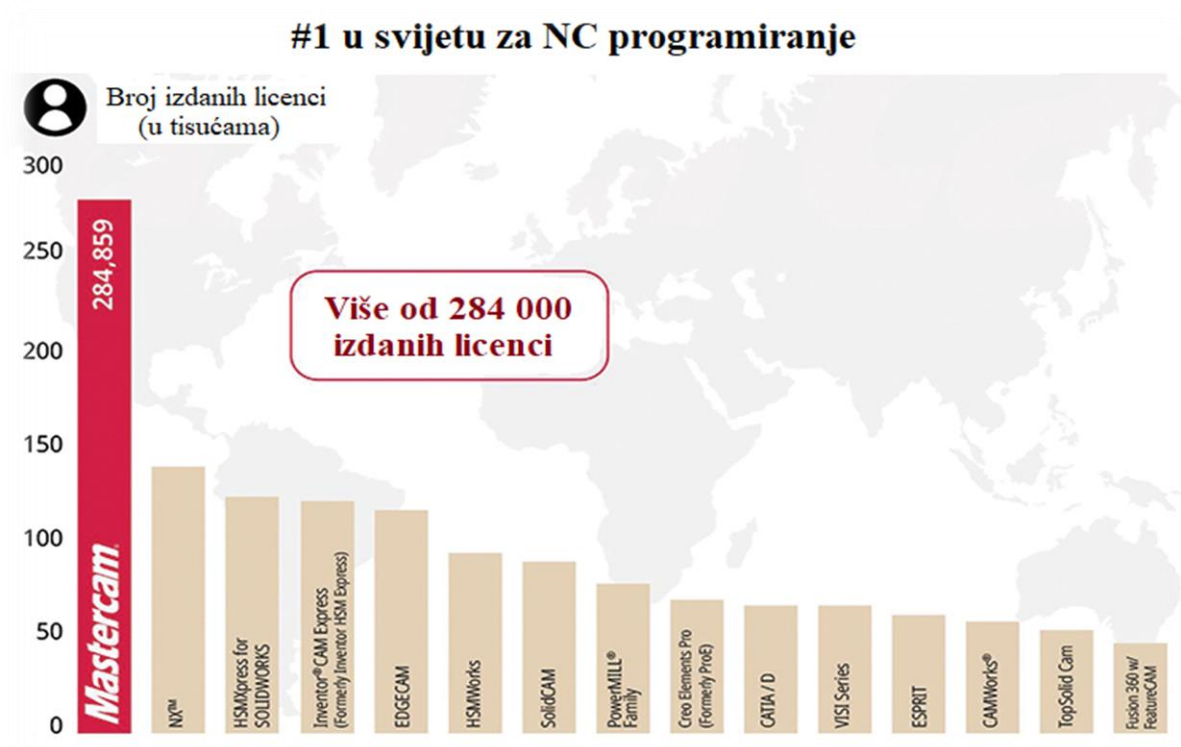 #1 u svijetu za NC programiranje
Broj izdanih licenci
(u tisućama)
300
250
200
150
100
50
0
284,859
Mastercam
Više od 284 000
izdanih licenci
NX™
HSMXpress for
SOLIDWORKS
Inventor® CAM Express
(Formerly Inventor HSM Express)
EDGECAM
HSMWorks
SolidCAM
PowerMILL®
Family
Creo Elements Pro
(Formerly ProE)
CATIA / D
VISI Series
ESPRIT
CAMWorks®
TopSolid Cam
Fusion 360 w/
FeatureCAM